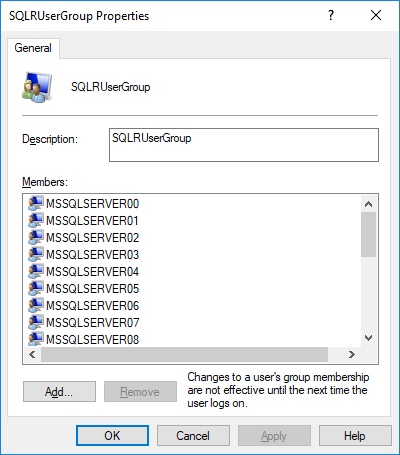 SQLRUserGroup Properties
General
SQLRUserGroup
Description:
SQLRUserGroup
Members:
MSSQLSERVER00
MSSQLSERVER01
MSSQLSERVER02
MSSQLSERVER03
MSSQLSERVER04
MSSQLSERVER05
MSSQLSERVER06
MSSQLSERVER07
MSSQLSERVER08
Add...
Remove
Changes to a user's group membership
are not effective until the next time the
user logs on.
OK
Cancel
Apply
Help